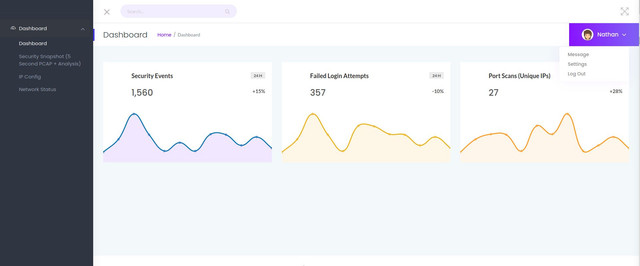 Search...
Dashboard
Dashboard
Security Snapshot (5
Second PCAP + Analysis)
IP Config
Network Status
Dashboard
Home / Dashboard
Nathan
Message
Settings
Log Out
Security Events
24H
1,560
+15%
Failed Login Attempts
24H
357
-10%
Port Scans (Unique IPs)
27
+28%